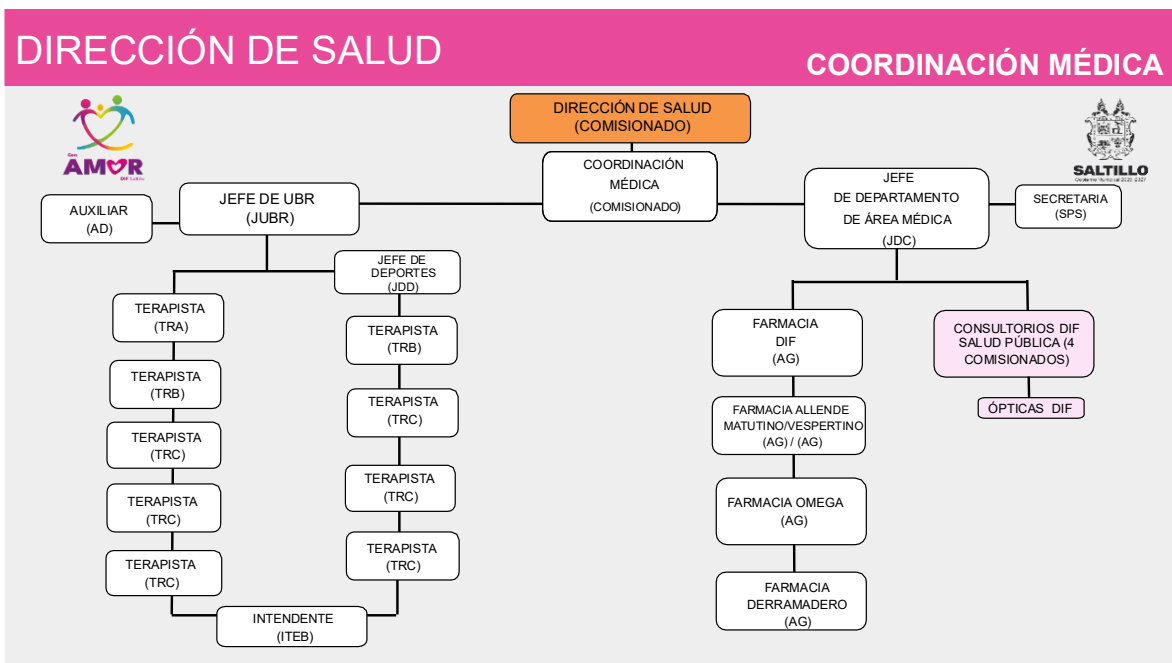 DIRECCIÓN DE SALUD
COORDINACIÓN MÉDICA
Con
AMOR
DIF Saltillo
SALTILLO
DIRECCIÓN DE SALUD
(COMISIONADO)
COORDINACIÓN
MÉDICA
(COMISIONADO)
AUXILIAR
(AD)
JEFE DE UBR
(JUBR)
JEFE
DE DEPARTAMENTO
DE ÁREA MÉDICA
(JDC)
SECRETARIA
(SPS)
JEFE DE
DEPORTES
(JDD)
TERAPISTA
(TRA)
TERAPISTA
(TRB)
TERAPISTA
(TRC)
TERAPISTA
(TRC)
TERAPISTA
(TRC)
TERAPISTA
(TRB)
TERAPISTA
(TRC)
TERAPISTA
(TRC)
TERAPISTA
(TRC)
INTENDENTE
(ITEB)
FARMACIA
DIF
(AG)
FARMACIA ALLENDE
MATUTINO/VESPERTINO
(AG) / (AG)
FARMACIA OMEGA
(AG)
FARMACIA
DERRAMADERO
(AG)
CONSULTORIOS DIF
SALUD PÚBLICA (4
COMISIONADOS)
ÓPTICAS DIF